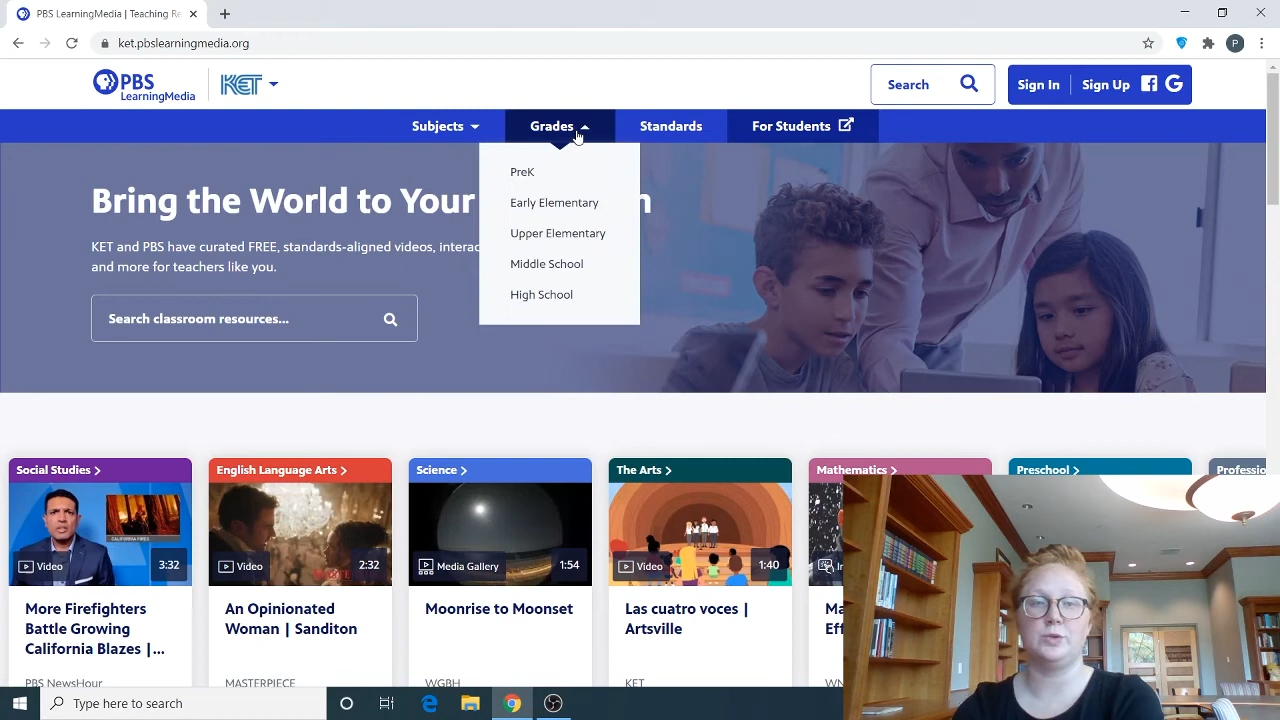 PBS LearningMedia | Teaching Re
ket.pbslearningmedia.org
P
PBS
LearningMedia
KET
Search
Sign In
Sign Up
Subjects
Grades
Standards
For Students
PreK
Early Elementary
Upper Elementary
Middle School
High School
Bring the World to Your
KET and PBS have curated FREE, standards-aligned videos,
and more for teachers like you.
Search classroom resources...
Social Studies
English Language Arts
Science
The Arts
Mathematics
Preschool
Professio
CALIFORNIA FIRES
Video
3:32
Video
2:32
Media Gallery
1:54
Video
1:40
More Firefighters
Battle Growing
California Blazes |...
An Opinionated
Woman | Sanditon
Moonrise to Moonset
Las cuatro voces |
Artsville
PBS NewsHour
MASTERPIECE
WGBH
KET
Type here to search